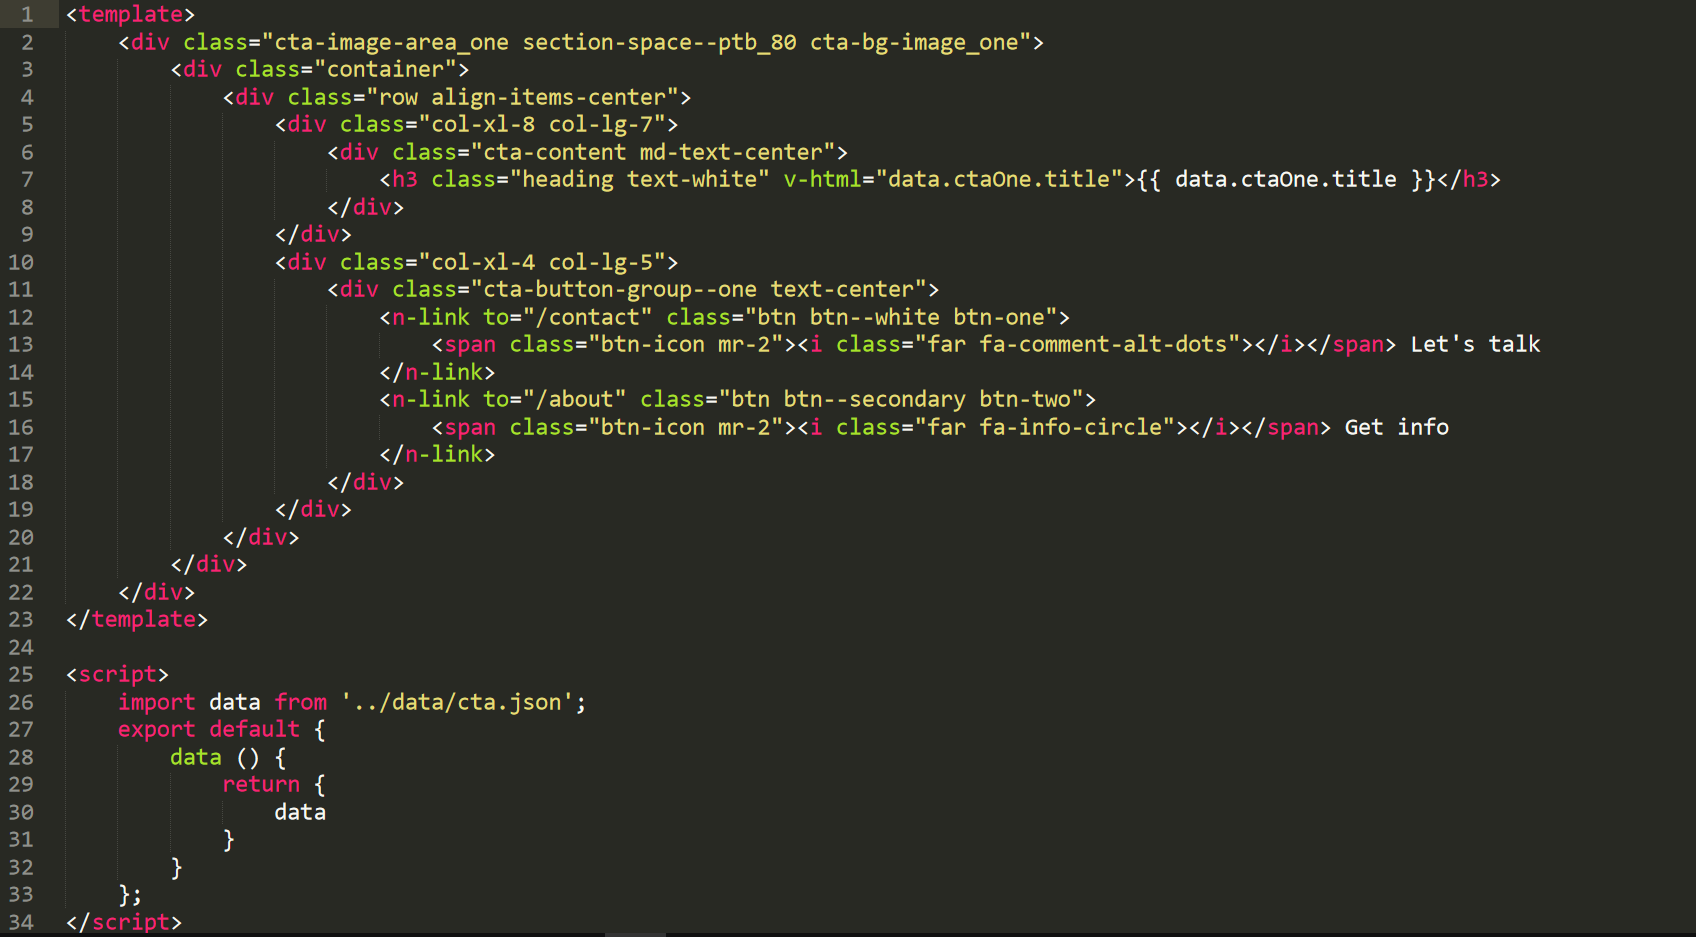 1 <template>
2     <div class="cta-image-area_one section-space--ptb_80 cta-bg-image_one">
3         <div class="container">
4             <div class="row align-items-center">
5                 <div class="col-xl-8 col-lg-7">
6                     <div class="cta-content md-text-center">
7                         <h3 class="heading text-white" v-html="data.ctaOne.title">{{ data.ctaOne.title }}</h3>
8                     </div>
9                 </div>
10                 <div class="col-xl-4 col-lg-5">
11                     <div class="cta-button-group--one text-center">
12                         <n-link to="/contact" class="btn btn--white btn-one">
13                             <span class="btn-icon mr-2"><i class="far fa-comment-alt-dots"></i></span> Let's talk
14                         </n-link>
15                         <n-link to="/about" class="btn btn--secondary btn-two">
16                             <span class="btn-icon mr-2"><i class="far fa-info-circle"></i></span> Get info
17                         </n-link>
18                     </div>
19                 </div>
20             </div>
21         </div>
22     </div>
23 </template>
24
25 <script>
26     import data from '../data/cta.json';
27     export default {
28         data () {
29             return {
30                 data
31             }
32         }
33     };
34 </script>